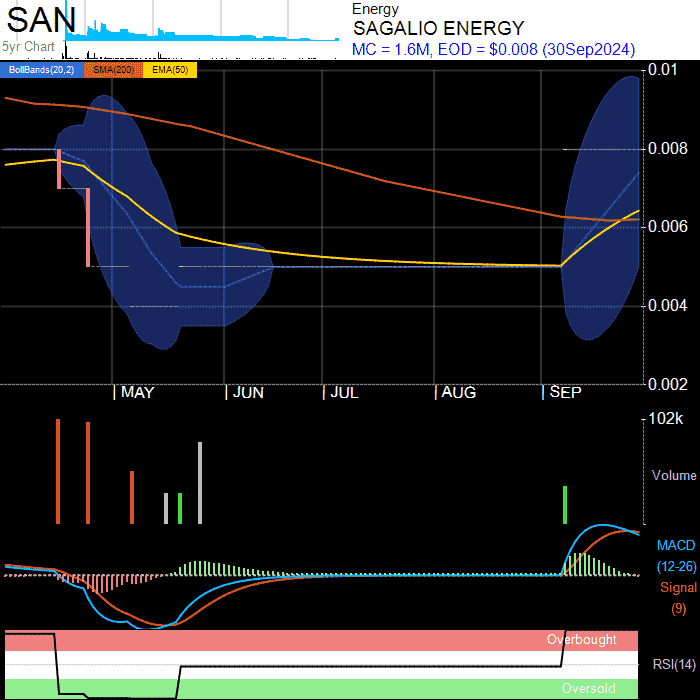 SAN
5yr Chart
Energy
SAGALIO ENERGY
MC = 1.6M, EOD = $0.008 (30Sep2024)
BollBands(20,2) SMA(200) EMA(50)
0.01
0.008
0.006
0.004
0.002
MAY JUN JUL AUG SEP
102k
Volume
MACD
(12-26)
Signal
(9)
Overbought
RSI(14)
Oversold